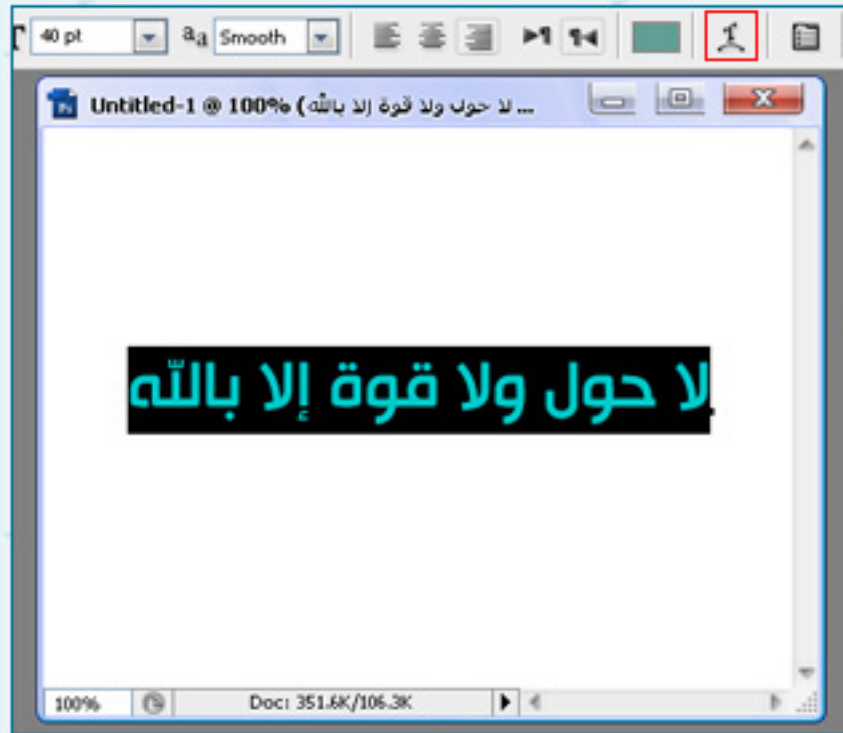 40 pt aa Smooth
Untitled-1 @ 100% (لا حول ولا قوة إلا بالله ...
لا حول ولا قوة إلا بالله
100% Doc: 351.6K/106.3K